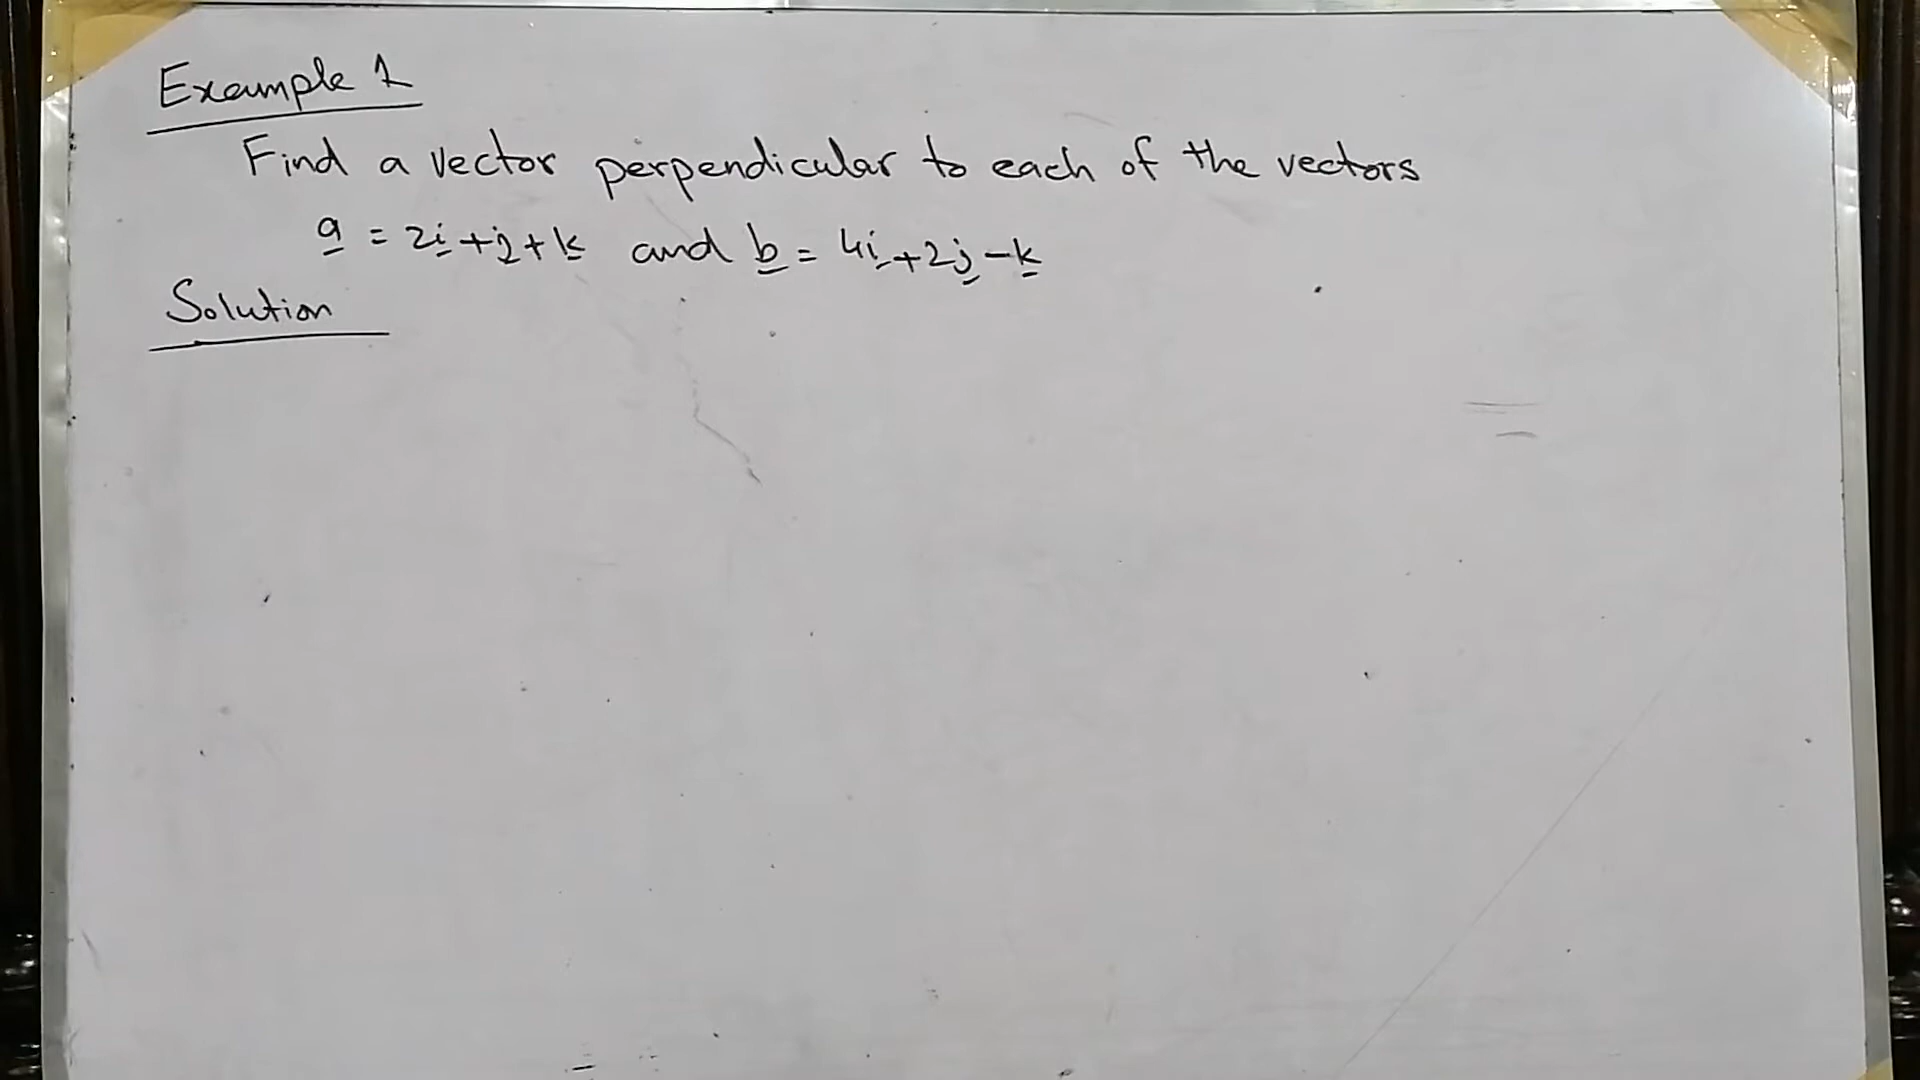 Example 1
Find a vector perpendicular to each of the vectors
a = 2i + j + k and b = 4i + 2j - k
Solution